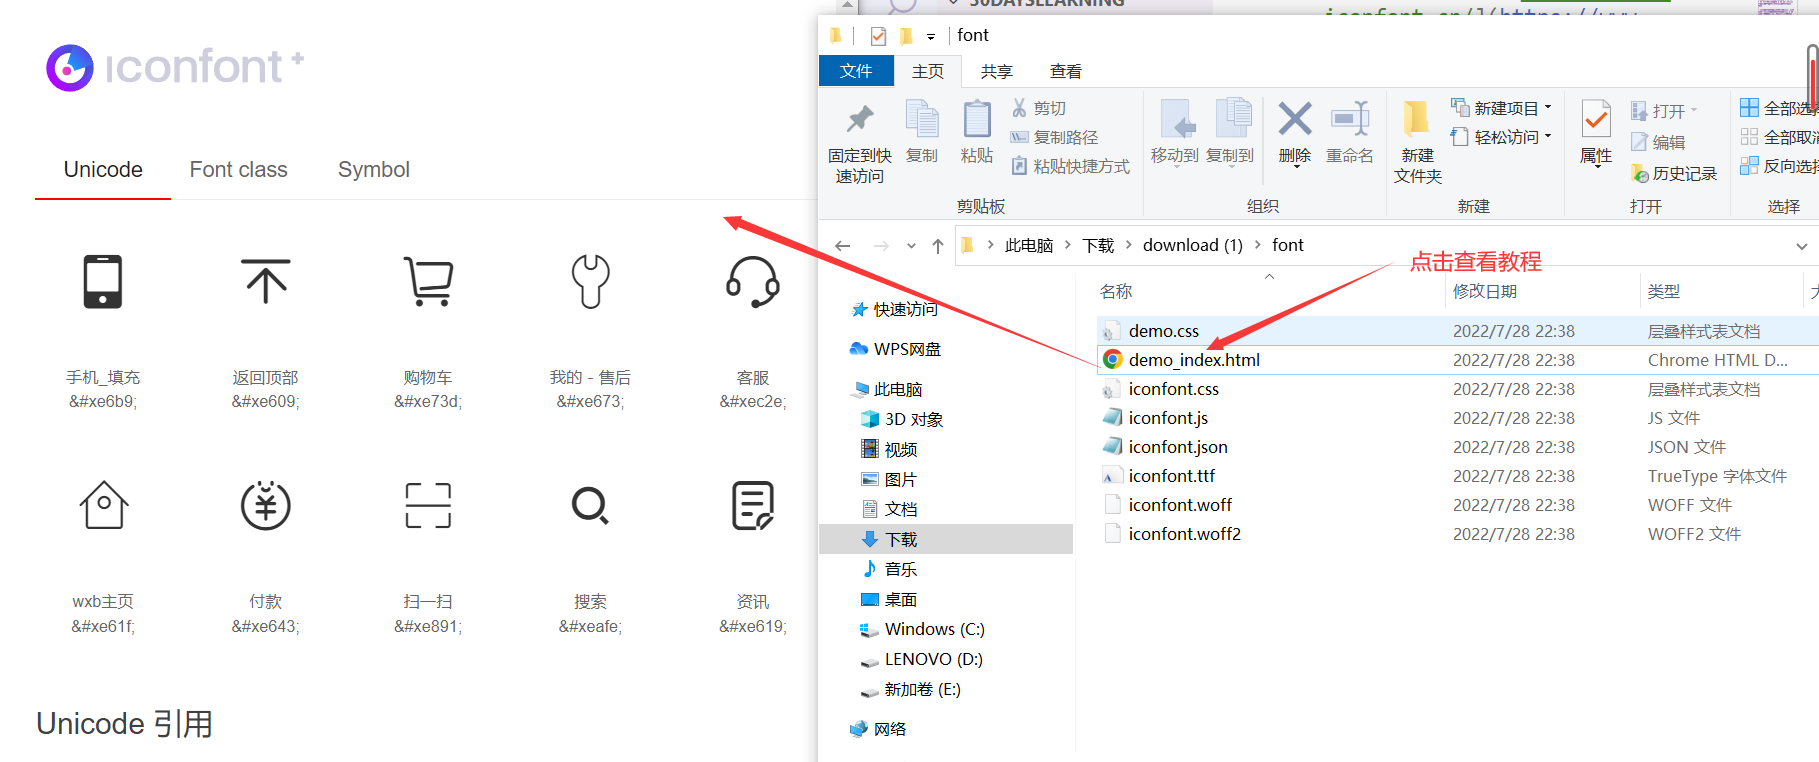 iconfont+
Unicode
Font class
Symbol
手机_填充
返回顶部
购物车
我的 - 售后
客服
&#xe6b9;
&#xe609;
&#xe73d;
&#xe673;
&#xec2e;
wxb主页
付款
扫一扫
搜索
资讯
&#xe61f;
&#xe643;
&#xe891;
&#xeafe;
&#xe619;
Unicode 引用
font
文件
主页
共享
查看
固定到快
速访问
复制
粘贴
剪切
复制路径
粘贴快捷方式
剪贴板
移动到
复制到
删除
重命名
组织
新建
文件夹
新建项目
轻松访问
新建
属性
打开
编辑
历史记录
打开
全部选择
全部取消
反向选择
选择
此电脑
下载
download (1)
font
点击查看教程
名称
修改日期
类型
快速访问
WPS网盘
此电脑
3D 对象
视频
图片
文档
下载
音乐
桌面
Windows (C:)
LENOVO (D:)
新加卷 (E:)
网络
demo.css 2022/7/28 22:38 层叠样式表文档
demo_index.html 2022/7/28 22:38 Chrome HTML D...
iconfont.css 2022/7/28 22:38 层叠样式表文档
iconfont.js 2022/7/28 22:38 JS 文件
iconfont.json 2022/7/28 22:38 JSON 文件
iconfont.ttf 2022/7/28 22:38 TrueType 字体文件
iconfont.woff 2022/7/28 22:38 WOFF 文件
iconfont.woff2 2022/7/28 22:38 WOFF2 文件